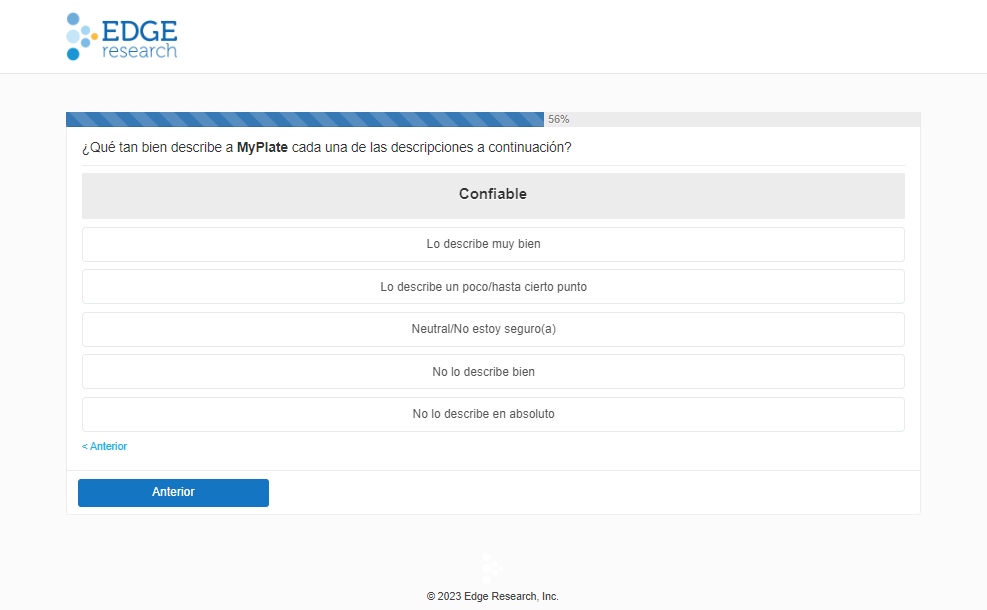 EDGE
research
56%
¿Qué tan bien describe a MyPlate cada una de las descripciones a continuación?
Confiable
Lo describe muy bien
Lo describe un poco/hasta cierto punto
Neutral/No estoy seguro(a)
No lo describe bien
No lo describe en absoluto
< Anterior
Anterior
© 2023 Edge Research, Inc.